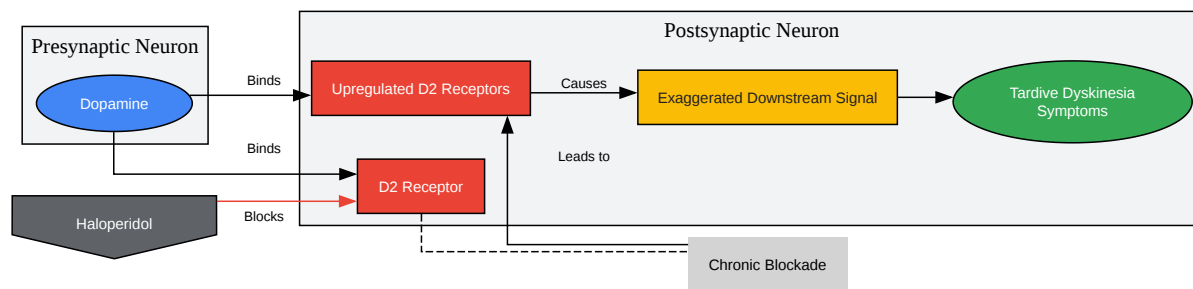 Postsynaptic Neuron
Presynaptic Neuron
Dopamine
Binds
Upregulated D2 Receptors
Causes
Exaggerated Downstream Signal
Tardive Dyskinesia
Symptoms
Binds
Leads to
D2 Receptor
Haloperidol
Blocks
Chronic Blockade